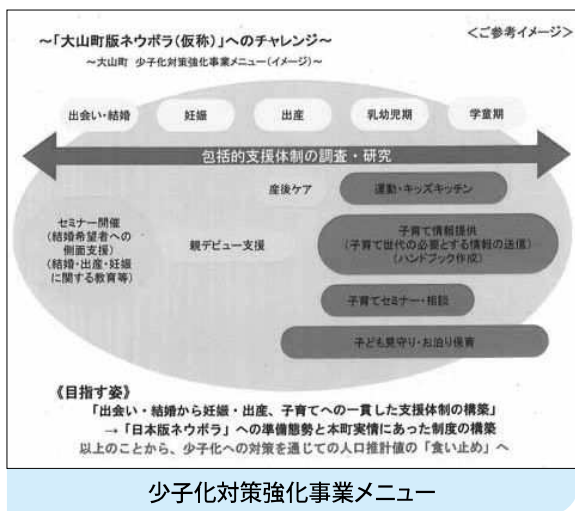 ～「大山町版ネウボラ(仮称)」へのチャレンジ～
＜ご参考イメージ＞
～大山町 少子化対策強化事業メニュー(イメージ)～
出会い・結婚
妊娠
出産
乳幼児期
学童期
包括的支援体制の調査・研究
産後ケア
運動・キッズキッチン
セミナー開催
(結婚希望者への
側面支援)
(結婚・出産・妊娠
に関する教育等)
親デビュー支援
子育て情報提供
(子育て世代の必要とする情報の送信)
(ハンドブック作成)
子育てセミナー・相談
子ども見守り・お泊り保育
《目指す姿》
「出会い・結婚から妊娠・出産、子育てへの一貫した支援体制の構築」
→「日本版ネウボラ」への準備態勢と本町実情にあった制度の構築
以上のことから、少子化への対策を通じての人口推計値の「食い止め」へ
少子化対策強化事業メニュー